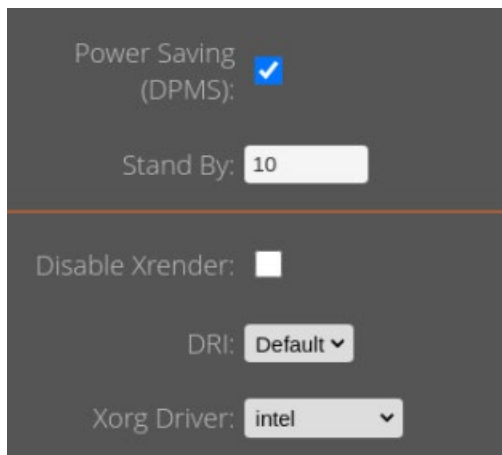 Power Saving
(DPMS):
Stand By: 10
Disable Xrender:
DRI: Default
Xorg Driver: intel